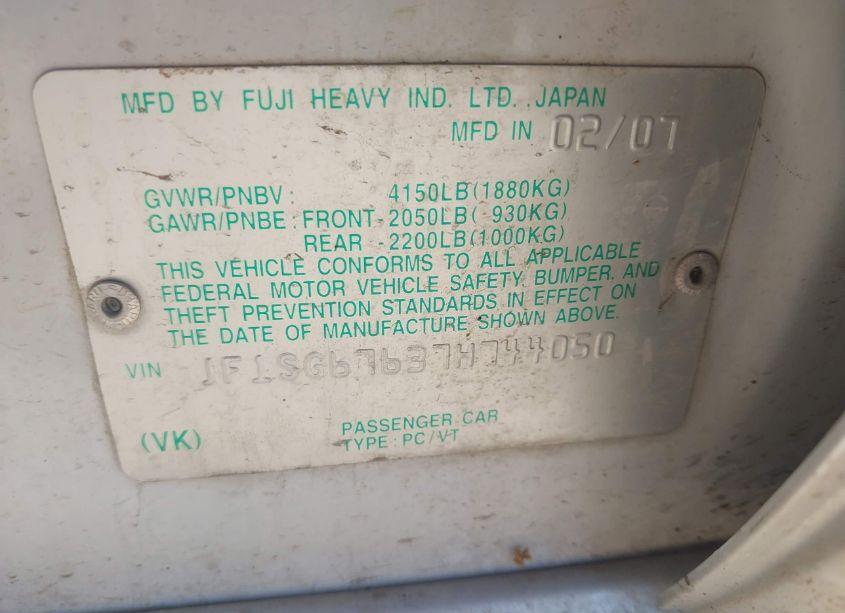 MFD BY FUJI HEAVY IND. LTD. JAPAN
MFD IN 02/07
GVWR/PNBV : 4150LB(1880KG)
GAWR/PNBE : FRONT-2050LB( 930KG)
REAR -2200LB(1000KG)
THIS VEHICLE CONFORMS TO ALL APPLICABLE
FEDERAL MOTOR VEHICLE SAFETY, BUMPER, AND
THEFT PREVENTION STANDARDS IN EFFECT ON
THE DATE OF MANUFACTURE SHOWN ABOVE.
VIN JF1SG67637H744050
(VK)
PASSENGER CAR
TYPE : PC/VT